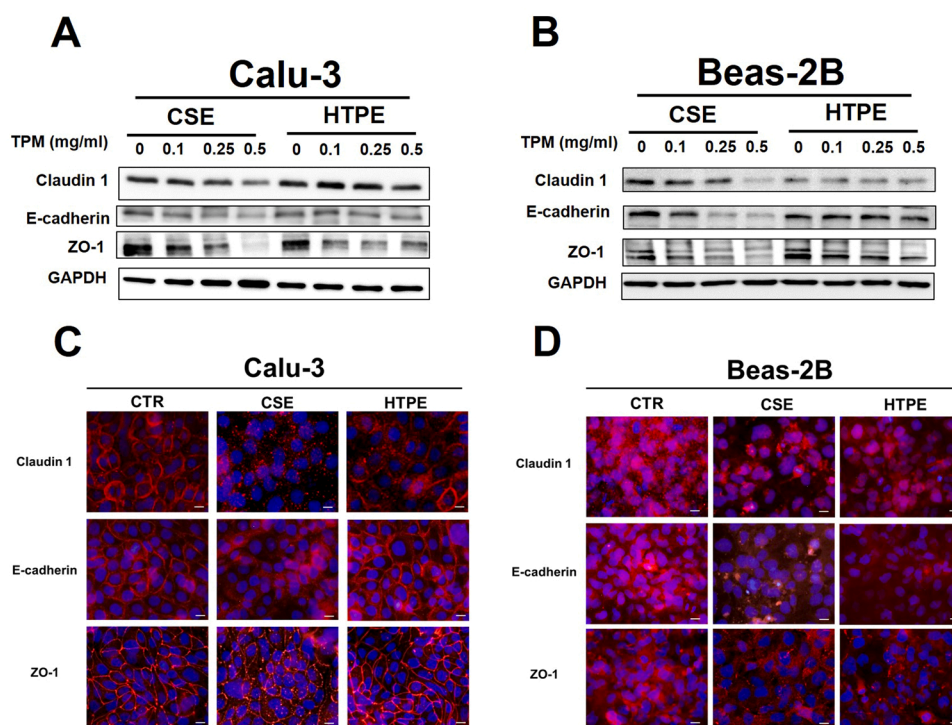 A
Calu-3
CSE HTPE
TPM (mg/ml) 0 0.1 0.25 0.5 0 0.1 0.25 0.5
Claudin 1
E-cadherin
ZO-1
GAPDH
B
Beas-2B
CSE HTPE
TPM (mg/ml) 0 0.1 0.25 0.5 0 0.1 0.25 0.5
Claudin 1
E-cadherin
ZO-1
GAPDH
C
Calu-3
CTR CSE HTPE
Claudin 1
E-cadherin
ZO-1
D
Beas-2B
CTR CSE HTPE
Claudin 1
E-cadherin
ZO-1